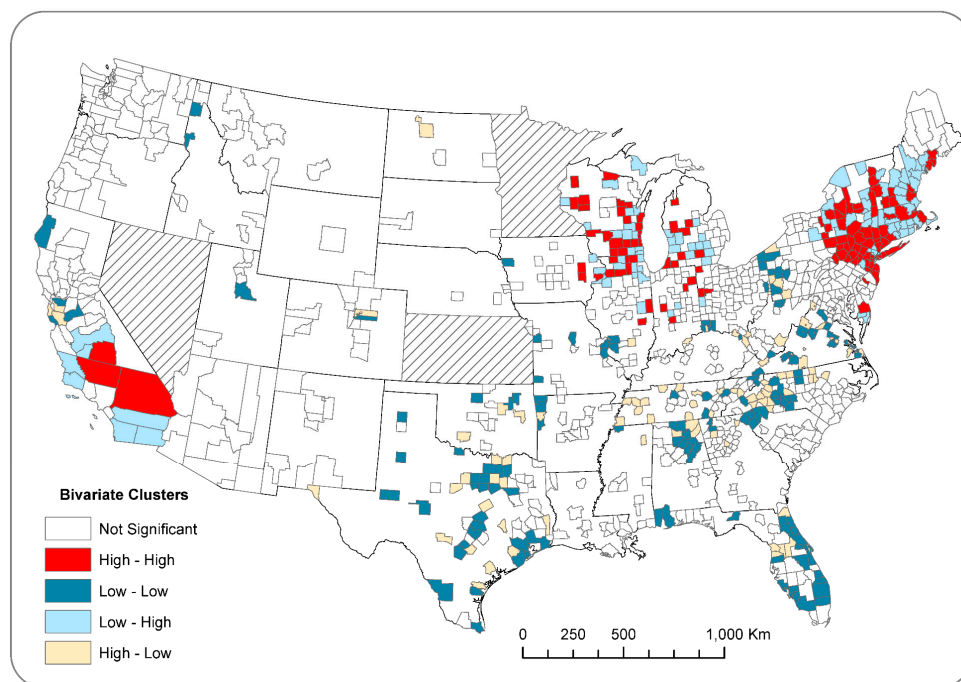 Bivariate Clusters
Not Significant
High - High
Low - Low
Low - High
High - Low
0 250 500 1,000 Km